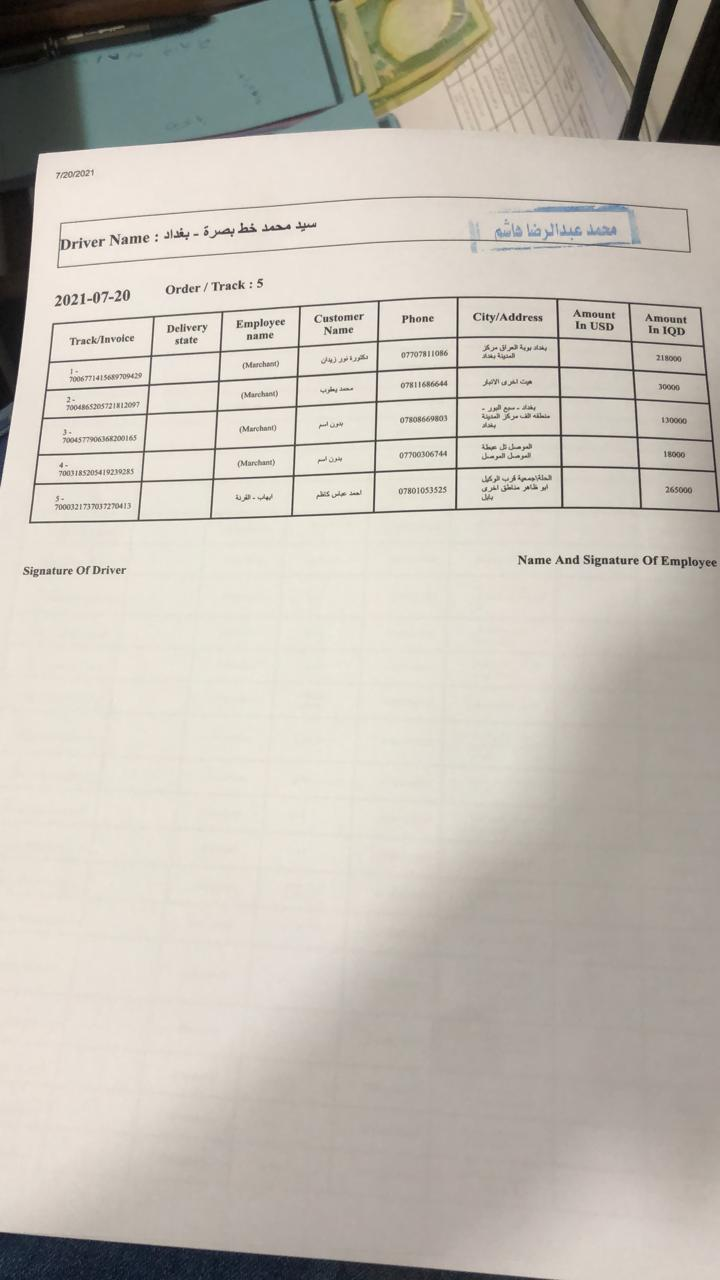 7/20/2021
Driver Name : سيد محمد خط بصرة - بغداد
محمد عبدالرضا هاشم
2021-07-20
Order / Track : 5
Track/Invoice Delivery state Employee name Customer Name Phone City/Address Amount In USD Amount In IQD
1 -
7006771415689709429 (Marchant) دكتورة نور زيدان 07707811086 بغداد بوبة العراق مركز
المدينة بغداد 218000
2 -
7004865205721812097 (Marchant) محمد يعقوب 07811686644 هيت اخرى الانبار 30000
3 -
7004577906368200165 (Marchant) بدون اسم 07808669803 بغداد - سبع البور -
منطقه الف مركز المدينة
بغداد 130000
4 -
7003185205419239285 (Marchant) بدون اسم 07700306744 الموصل تل عبطة
الموصل الموصل 18000
5 -
7000321737037270413 ايهاب - القرنة احمد عباس كاظم 07801053525 الحلة\جمعية قرب الوكيل
ابو طاهر مناطق اخرى
بابل 265000
Signature Of Driver
Name And Signature Of Employee